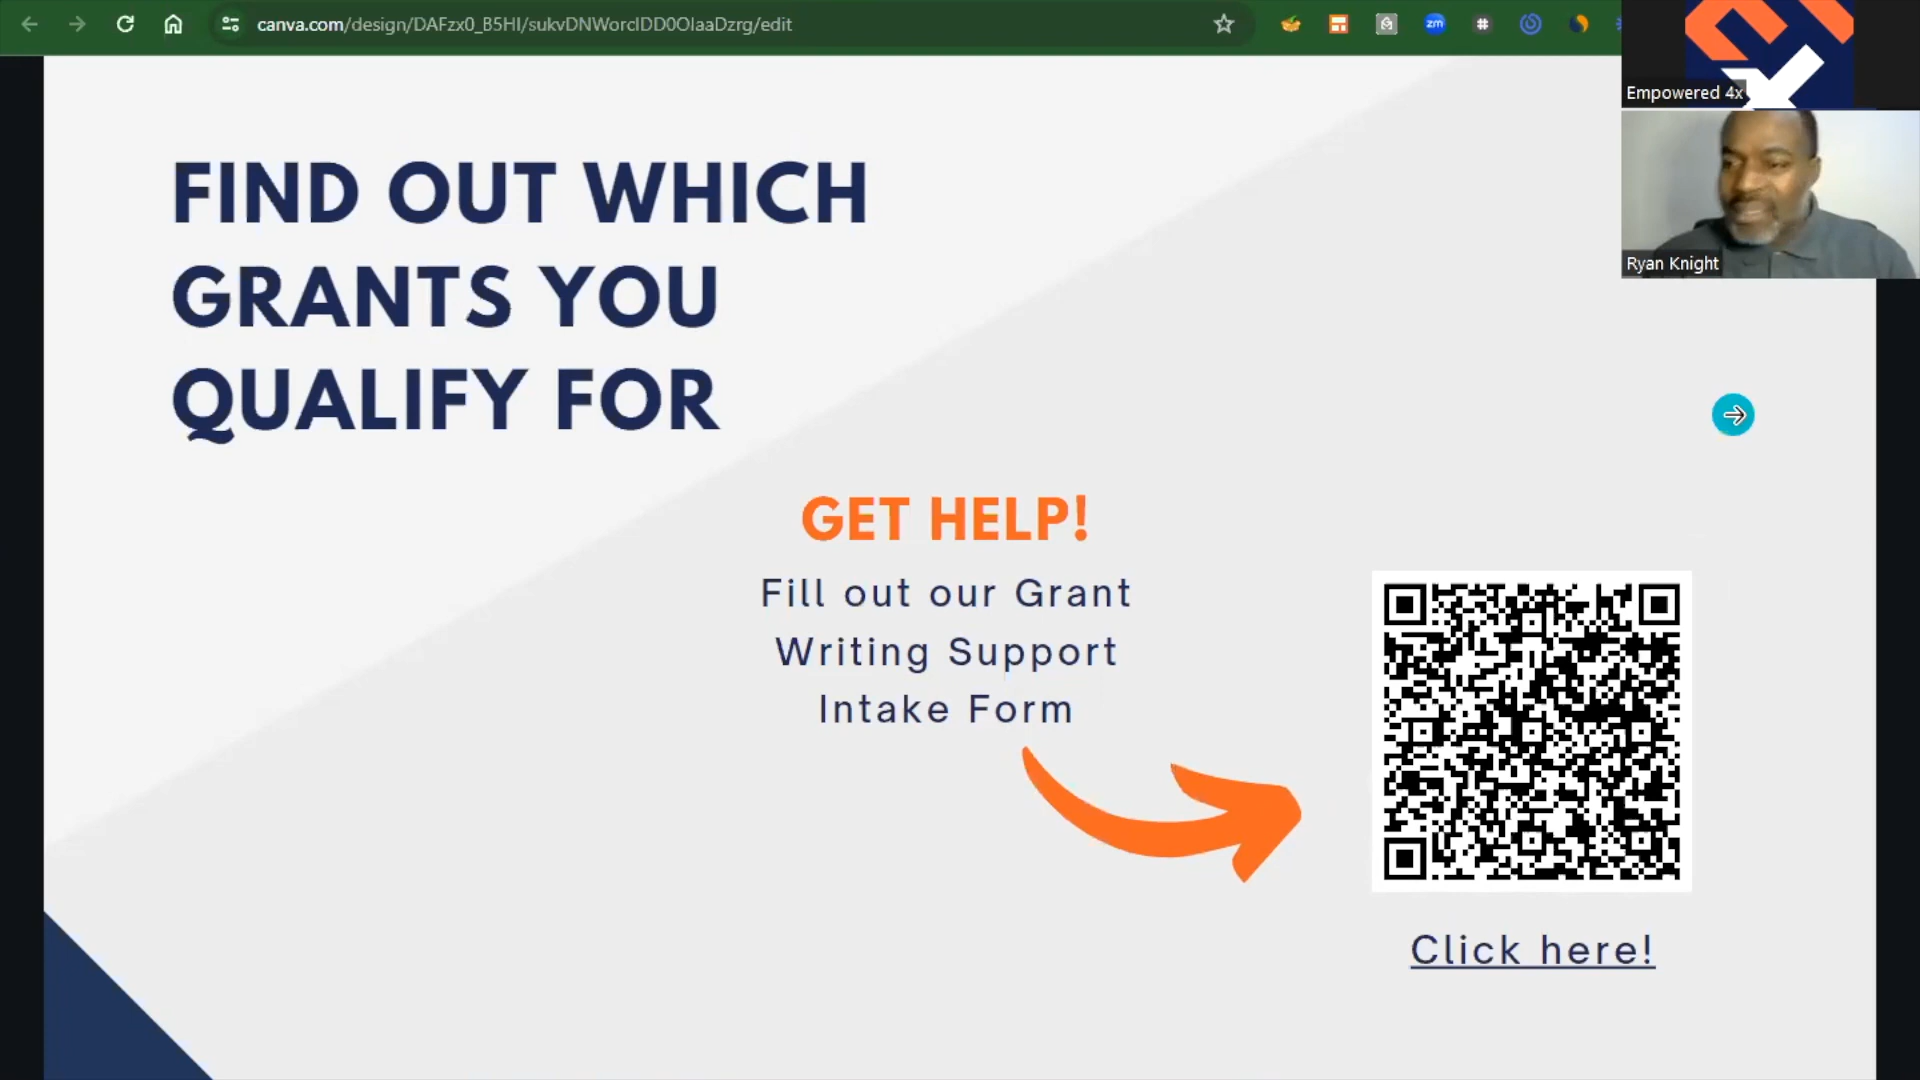 canva.com/design/DAFzx0_B5HI/sukvDNWorclDD0OlaaDzrg/edit
zm
Empowered 4x
Ryan Knight
FIND OUT WHICH
GRANTS YOU
QUALIFY FOR
GET HELP!
Fill out our Grant
Writing Support
Intake Form
Click here!